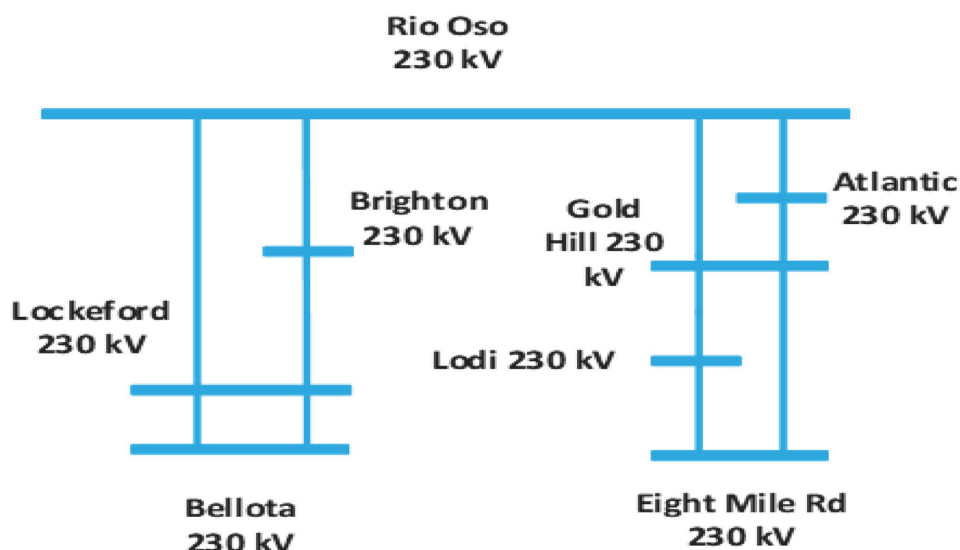 Rio Oso
230 kV
Atlantic
230 kV
Brighton
230 kV
Gold
Hill 230
kV
Lockeford
230 kV
Lodi 230 kV
Bellota
230 kV
Eight Mile Rd
230 kV